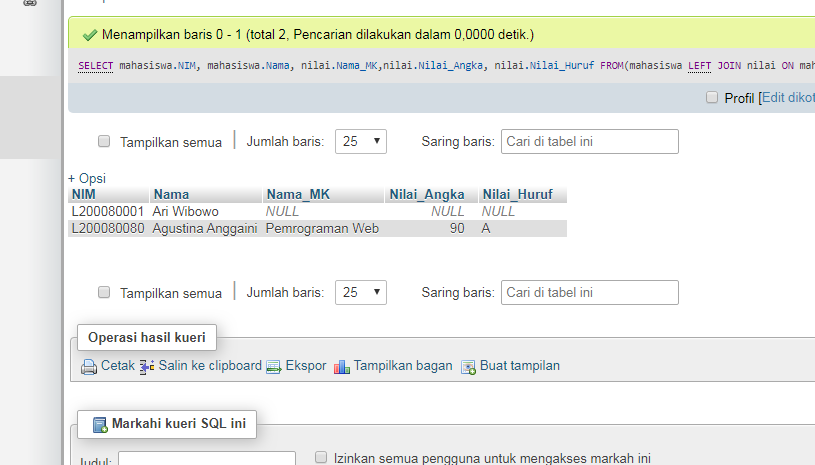 Menampilkan baris 0 - 1 (total 2, Pencarian dilakukan dalam 0,0000 detik.)
SELECT mahasiswa.NIM, mahasiswa.Nama, nilai.Nama_MK,nilai.Nilai_Angka, nilai.Nilai_Huruf FROM(mahasiswa LEFT JOIN nilai ON mah
Profil [Edit dikot
Tampilkan semua | Jumlah baris: 25 Saring baris: Cari di tabel ini
+ Opsi
NIM Nama Nama_MK Nilai_Angka Nilai_Huruf
L200080001 Ari Wibowo NULL NULL NULL
L200080080 Agustina Anggaini Pemrograman Web 90 A
Tampilkan semua | Jumlah baris: 25 Saring baris: Cari di tabel ini
Operasi hasil kueri
Cetak Salin ke clipboard Ekspor Tampilkan bagan Buat tampilan
Markahi kueri SQL ini
Judul: Izinkan semua pengguna untuk mengakses markah ini